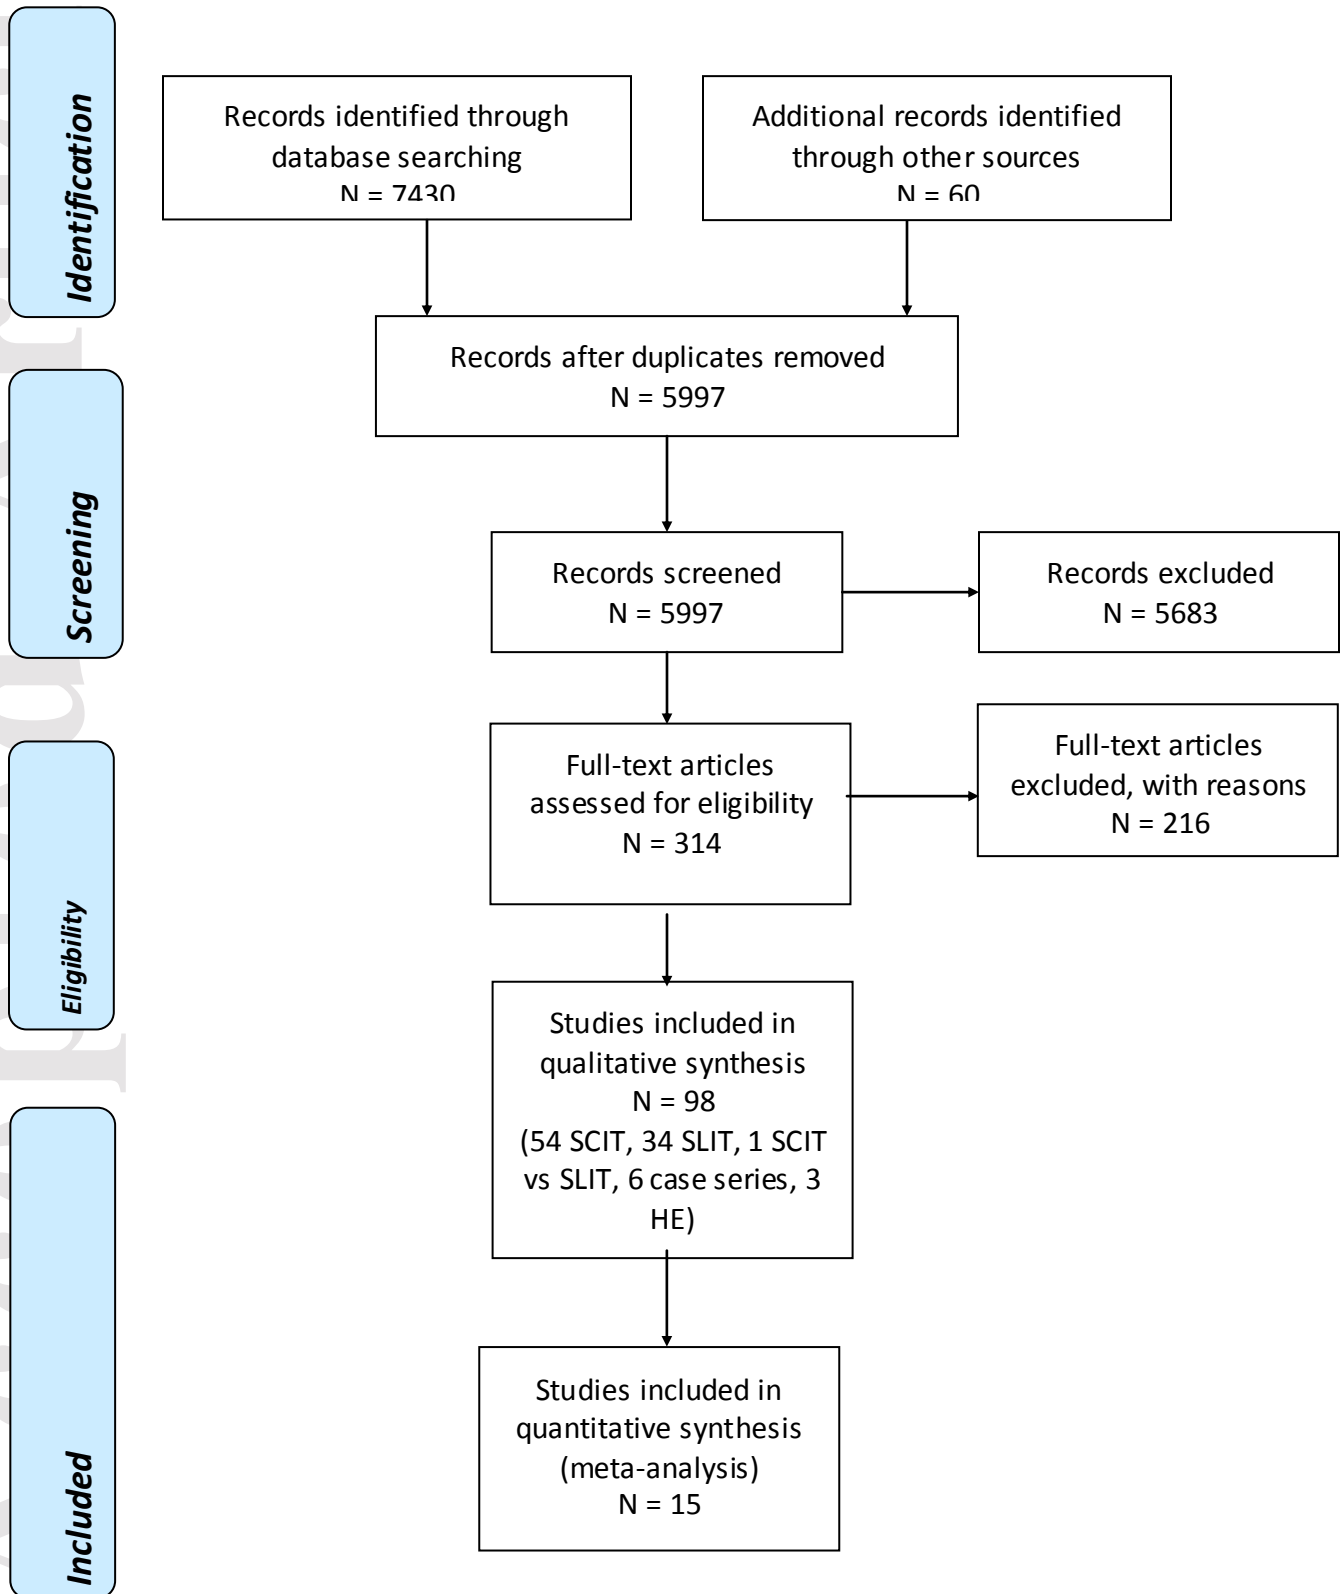 Identification
Records identified through
database searching
N = 7430
Additional records identified
through other sources
N = 60
Records after duplicates removed
N = 5997
Screening
Records screened
N = 5997
Records excluded
N = 5683
Eligibility
Full-text articles
assessed for eligibility
N = 314
Full-text articles
excluded, with reasons
N = 216
Included
Studies included in
qualitative synthesis
N = 98
(54 SCIT, 34 SLIT, 1 SCIT
vs SLIT, 6 case series, 3
HE)
Studies included in
quantitative synthesis
(meta-analysis)
N = 15